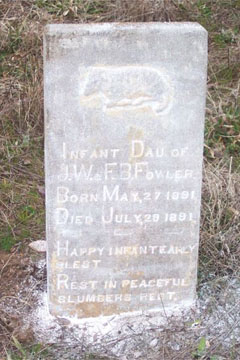 INFANT DAU OF
J.W. & F.B. FOWLER
BORN MAY, 27 1891
DIED JULY, 29 1891
HAPPY INFANT EARLY
BLEST
REST IN PEACEFUL
SLUMBERS REST.